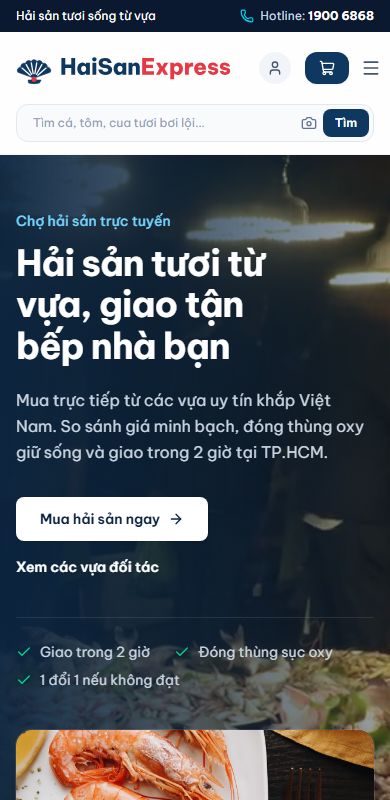 Hải sản tươi sống từ vựa
Hotline: 1900 6868
HaiSanExpress
Tìm cá, tôm, cua tươi bơi lội...
Tìm
Chợ hải sản trực tuyến
Hải sản tươi từ
vựa, giao tận
bếp nhà bạn
Mua trực tiếp từ các vựa uy tín khắp Việt
Nam. So sánh giá minh bạch, đóng thùng oxy
giữ sống và giao trong 2 giờ tại TP.HCM.
Mua hải sản ngay
Xem các vựa đối tác
Giao trong 2 giờ
Đóng thùng sục oxy
1 đổi 1 nếu không đạt